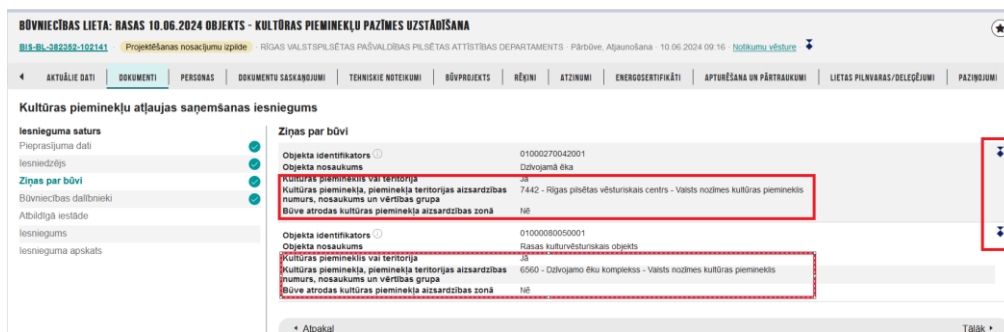 BŪVNIECĪBAS LIETA: RASAS 10.06.2024 OBJEKTS - KULTŪRAS PIEMINEKĻU PAZĪMES UZSTĀDĪŠANA
BIS-BL-382352-102141 Projektēšanas nosacījumu izpilde - RĪGAS VALSTSPILSĒTAS PAŠVALDĪBAS PILSĒTAS ATTĪSTĪBAS DEPARTAMENTS - Pārbūve, Atjaunošana - 10.06.2024 09:16 - Notikumu vēsture
AKTUĀLIE DATI DOKUMENTI PERSONAS DOKUMENTU SASKAŅOJUMI TEHNISKIE NOTEIKUMI BŪVPROJEKTS RĒĶINI ATZINUMI ENERGOSERTIFIKĀTI APTURĒŠANA UN PĀRTRAUKUMI LIETAS PILNVARAS/DELEĢĒJUMI PAZIŅOJUMI
Kultūras pieminekļu atļaujas saņemšanas iesniegums
Iesnieguma saturs
Pieprasījuma dati
Iesniedzējs
Ziņas par būvi
Būvniecības dalībnieki
Atbildīgā iestāde
Iesniegums
Iesnieguma apskats
Ziņas par būvi
Objekta identifikators 01000270042001
Objekta nosaukums Dzīvojamā ēka
Kultūras piemineklis vai teritorija Jā
Kultūras pieminekļa, pieminekļa teritorijas aizsardzības 7442 - Rīgas pilsētas vēsturiskais centrs - Valsts nozīmes kultūras piemineklis
numurs, nosaukums un vērtības grupa
Būve atrodas kultūras pieminekļa aizsardzības zonā Nē
Objekta identifikators 01000080050001
Objekta nosaukums Rasas kulturvēsturiskais objekts
Kultūras piemineklis vai teritorija Jā
Kultūras pieminekļa, pieminekļa teritorijas aizsardzības 6560 - Dzīvojamo ēku komplekss - Valsts nozīmes kultūras piemineklis
numurs, nosaukums un vērtības grupa
Būve atrodas kultūras pieminekļa aizsardzības zonā Nē
Atpakaļ Tālāk